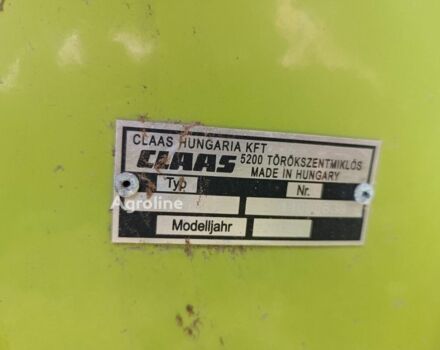 CLAAS HUNGARIA KFT
CLAAS 5200 TÖRÖKSZENTMIKLÓS
MADE IN HUNGARY
Typ Nr.
Modelljahr
Agroline